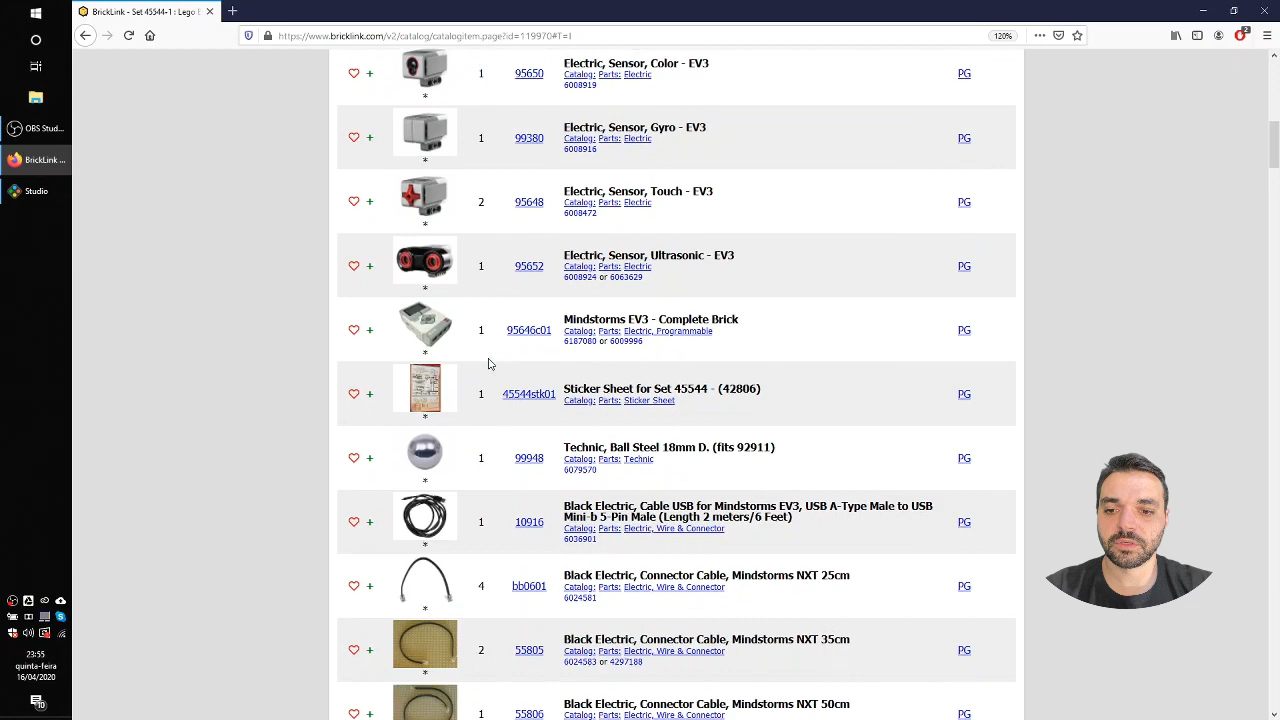 BrickLink - Set 45544-1 : Lego E
https://www.bricklink.com/v2/catalog/catalogitem.page?id=119970#T=I
120%
2
OBS Stud...
BrickLink ...
Studio
1
95650
Electric, Sensor, Color - EV3
Catalog: Parts: Electric
6008919
PG
*
1
99380
Electric, Sensor, Gyro - EV3
Catalog: Parts: Electric
6008916
PG
*
2
95648
Electric, Sensor, Touch - EV3
Catalog: Parts: Electric
6008472
PG
*
1
95652
Electric, Sensor, Ultrasonic - EV3
Catalog: Parts: Electric
6008924 or 6063629
PG
*
1
95646c01
Mindstorms EV3 - Complete Brick
Catalog: Parts: Electric, Programmable
6187080 or 6009996
PG
*
1
45544stk01
Sticker Sheet for Set 45544 - (42806)
Catalog: Parts: Sticker Sheet
PG
*
1
99948
Technic, Ball Steel 18mm D. (fits 92911)
Catalog: Parts: Technic
6079570
PG
*
1
10916
Black Electric, Cable USB for Mindstorms EV3, USB A-Type Male to USB
Mini-b 5-Pin Male (Length 2 meters/6 Feet)
Catalog: Parts: Electric, Wire & Connector
6036901
PG
*
4
bb0601
Black Electric, Connector Cable, Mindstorms NXT 25cm
Catalog: Parts: Electric, Wire & Connector
6024581
PG
*
2
55805
Black Electric, Connector Cable, Mindstorms NXT 35cm
Catalog: Parts: Electric, Wire & Connector
6024583 or 4297188
PG
*
1
55806
Black Electric, Connector Cable, Mindstorms NXT 50cm
Catalog: Parts: Electric, Wire & Connector
PG
23:55
quinta-feira
16/04/2020
10